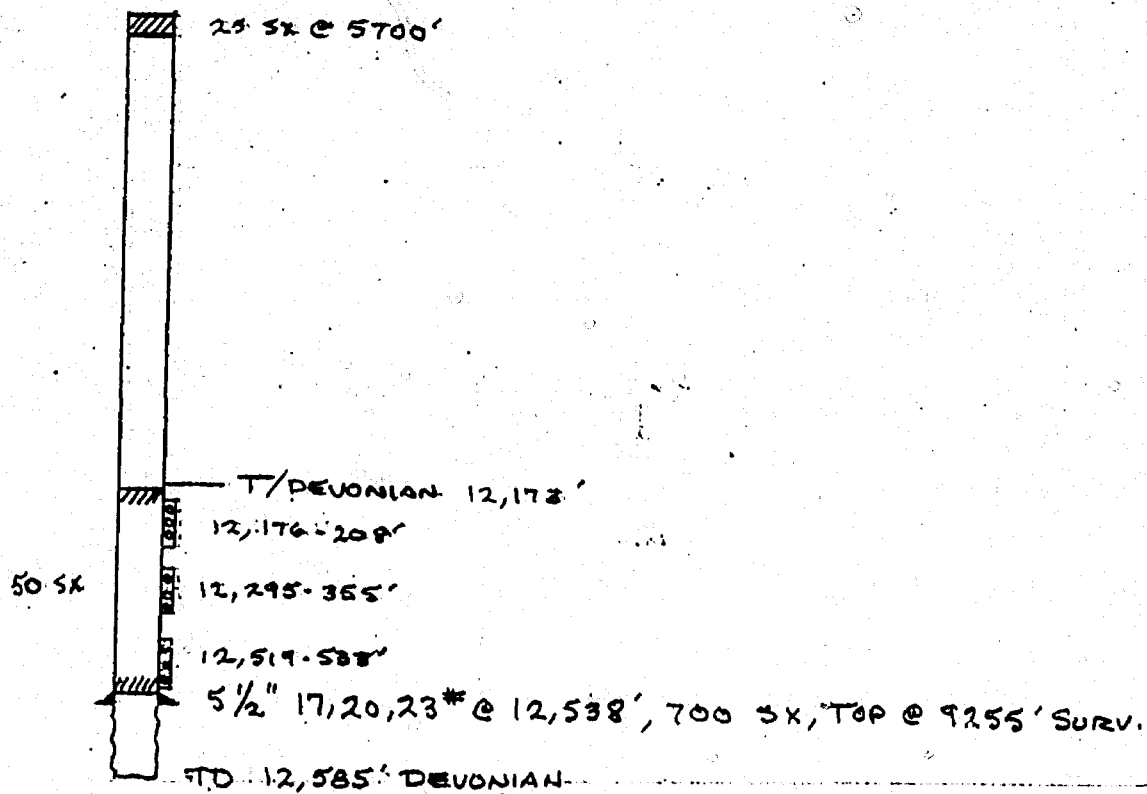 25 SX @ 5700'
T/DEVONIAN 12,178'
12,176-208'
50 SX
12,295-355'
12,519-538'
5 1/2" 17,20,23# @ 12,538', 700 SX, TOP @ 9255' SURV.
TD 12,585' DEVONIAN